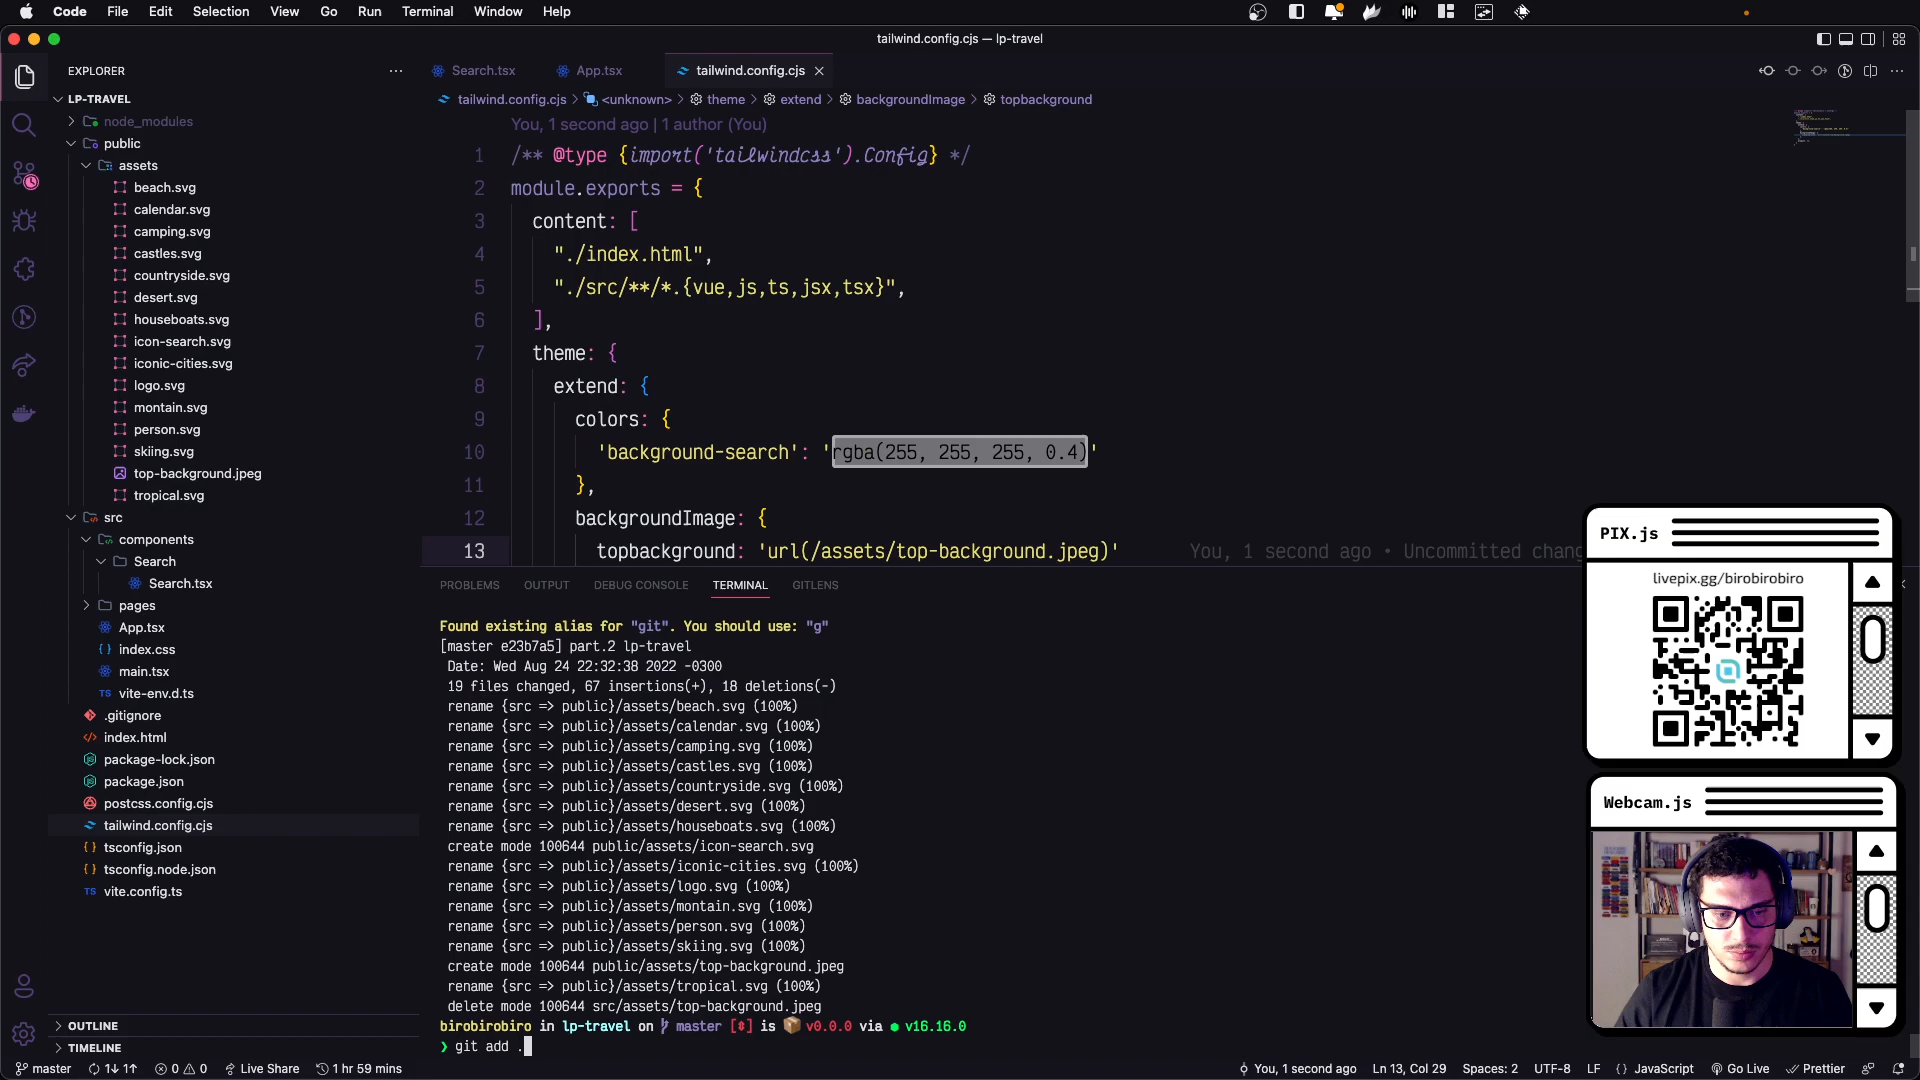 Code File Edit Selection View Go Run Terminal Window Help
tailwind.config.cjs — lp-travel
EXPLORER
LP-TRAVEL
node_modules
public
assets
beach.svg
calendar.svg
camping.svg
castles.svg
countryside.svg
desert.svg
houseboats.svg
icon-search.svg
iconic-cities.svg
logo.svg
montain.svg
person.svg
skiing.svg
top-background.jpeg
tropical.svg
src
components
Search
Search.tsx
pages
App.tsx
index.css
main.tsx
TS vite-env.d.ts
.gitignore
index.html
package-lock.json
package.json
postcss.config.cjs
tailwind.config.cjs
tsconfig.json
tsconfig.node.json
TS vite.config.ts
OUTLINE
TIMELINE
Search.tsx App.tsx tailwind.config.cjs
tailwind.config.cjs > <unknown> > theme > extend > backgroundImage > topbackground
You, 1 second ago | 1 author (You)
1 /** @type {import('tailwindcss').Config} */
2 module.exports = {
3 content: [
4 "./index.html",
5 "./src/**/*.{vue,js,ts,jsx,tsx}",
6 ],
7 theme: {
8 extend: {
9 colors: {
10 'background-search': 'rgba(255, 255, 255, 0.4)'
11 },
12 backgroundImage: {
13 topbackground: 'url(/assets/top-background.jpeg)' You, 1 second ago • Uncommitted chang
PROBLEMS OUTPUT DEBUG CONSOLE TERMINAL GITLENS
Found existing alias for "git". You should use: "g"
[master e23b7a5] part.2 lp-travel
Date: Wed Aug 24 22:32:38 2022 -0300
19 files changed, 67 insertions(+), 18 deletions(-)
rename {src => public}/assets/beach.svg (100%)
rename {src => public}/assets/calendar.svg (100%)
rename {src => public}/assets/camping.svg (100%)
rename {src => public}/assets/castles.svg (100%)
rename {src => public}/assets/countryside.svg (100%)
rename {src => public}/assets/desert.svg (100%)
rename {src => public}/assets/houseboats.svg (100%)
create mode 100644 public/assets/icon-search.svg
rename {src => public}/assets/iconic-cities.svg (100%)
rename {src => public}/assets/logo.svg (100%)
rename {src => public}/assets/montain.svg (100%)
rename {src => public}/assets/person.svg (100%)
rename {src => public}/assets/skiing.svg (100%)
create mode 100644 public/assets/top-background.jpeg
rename {src => public}/assets/tropical.svg (100%)
delete mode 100644 src/assets/top-background.jpeg
birobirobiro in lp-travel on master [⇕] is 📦 v0.0.0 via ● v16.16.0
❯ git add .
PIX.js
livepix.gg/birobirobiro
Webcam.js
master 1↓ 1↑ 0 0 Live Share 1 hr 59 mins You, 1 second ago Ln 13, Col 29 Spaces: 2 UTF-8 LF {} JavaScript Go Live Prettier